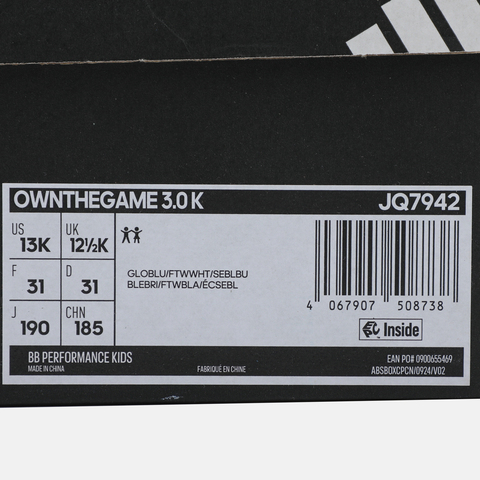 OWNTHEGAME 3.0 K JQ7942
US 13K UK 12½K
F 31 D 31
J 190 CHN 185
GLOBLU/FTWWHT/SEBLBU
BLEBRI/FTWBLA/ÉCSEBL
4 067907 508738
Inside
BB PERFORMANCE KIDS EAN PO# 0900655469
MADE IN CHINA FABRIQUÉ EN CHINE ABSBOXCPCN/0924/V02